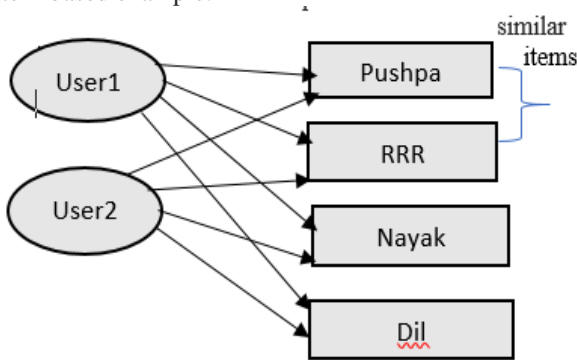 similar
items
User1
Pushpa
RRR
User2
Nayak
Dil